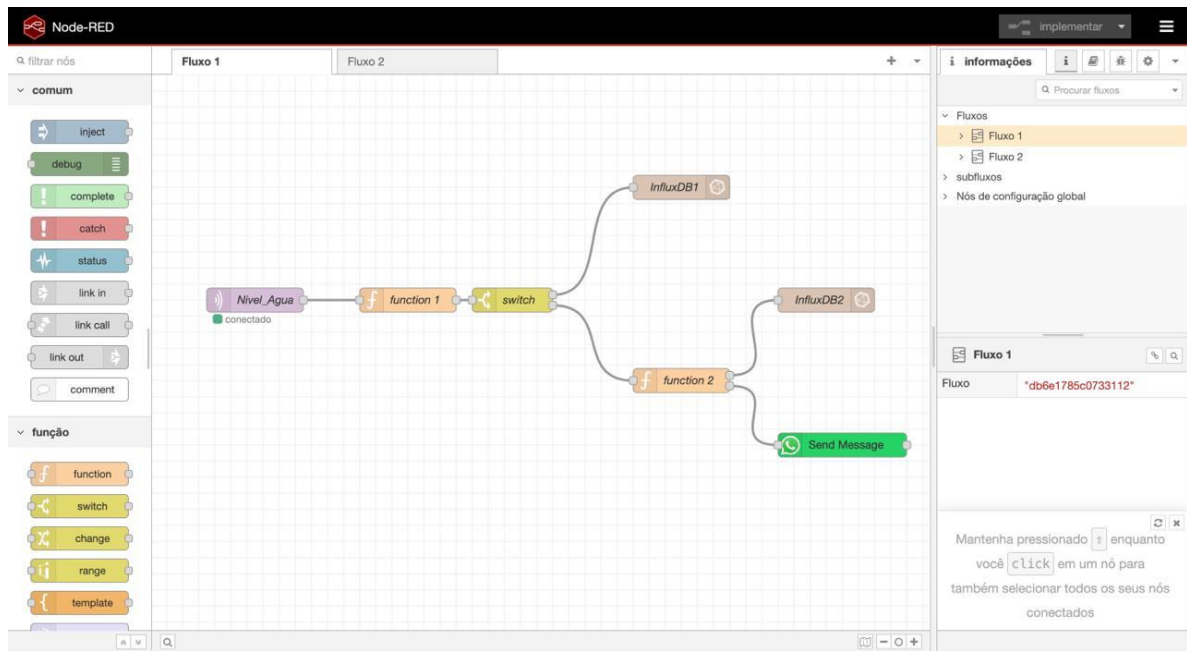 Node-RED
implementar
filtrar nós
comum
inject
debug
complete
catch
status
link in
link call
link out
comment
função
function
switch
change
range
template
Fluxo 1
Fluxo 2
Nivel_Agua
conectado
function 1
switch
InfluxDB1
InfluxDB2
function 2
Send Message
i informações
i
Procurar fluxos
Fluxos
Fluxo 1
Fluxo 2
subfluxos
Nós de configuração global
Fluxo 1
Fluxo "db6e1785c0733112"
Mantenha pressionado ⇧ enquanto
você click em um nó para
também selecionar todos os seus nós
conectados